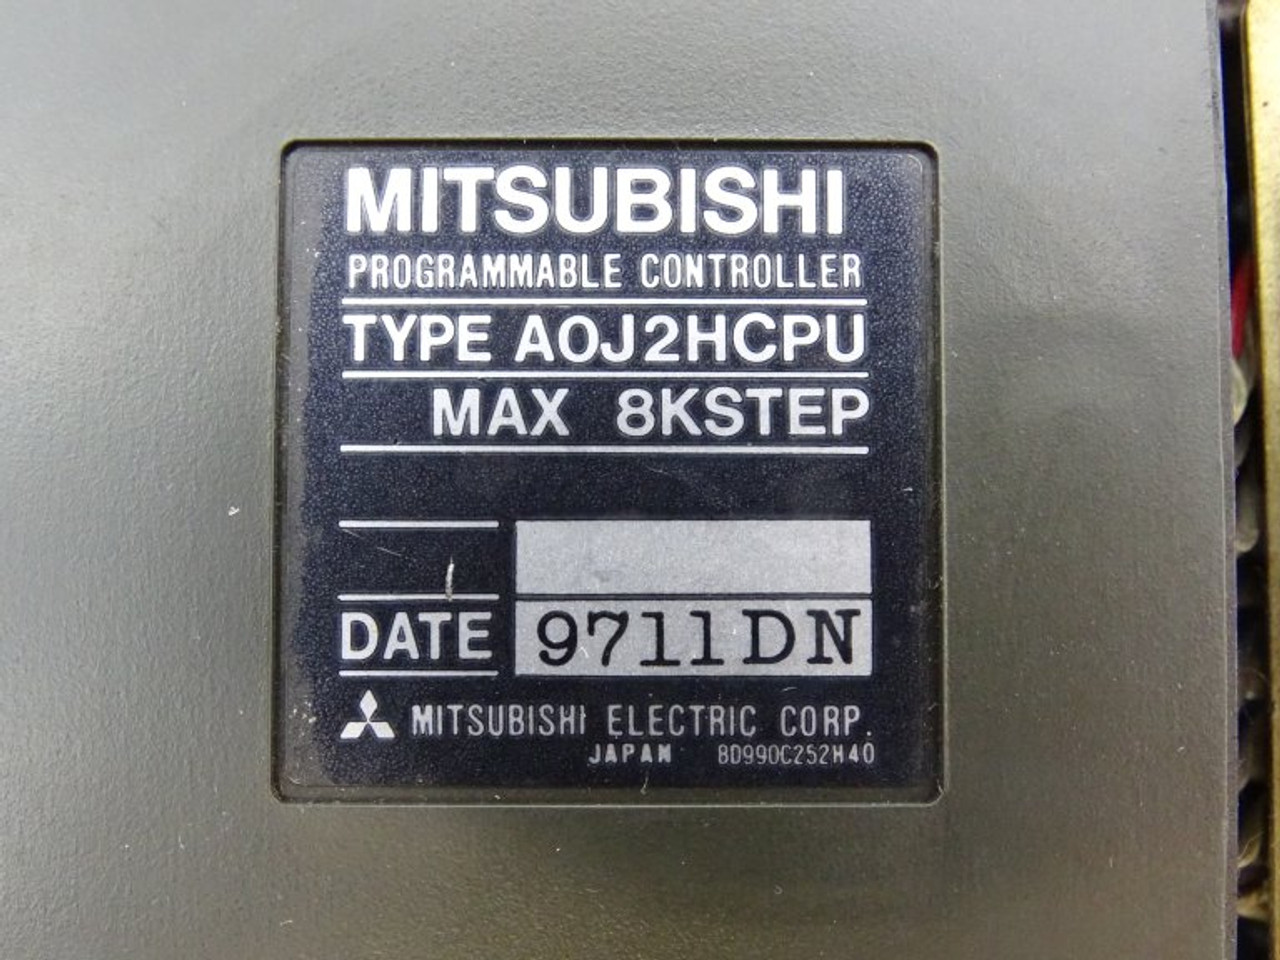 MITSUBISHI
PROGRAMMABLE CONTROLLER
TYPE A0J2HCPU
MAX 8KSTEP
DATE 9711DN
MITSUBISHI ELECTRIC CORP.
JAPAN BD990C252H40